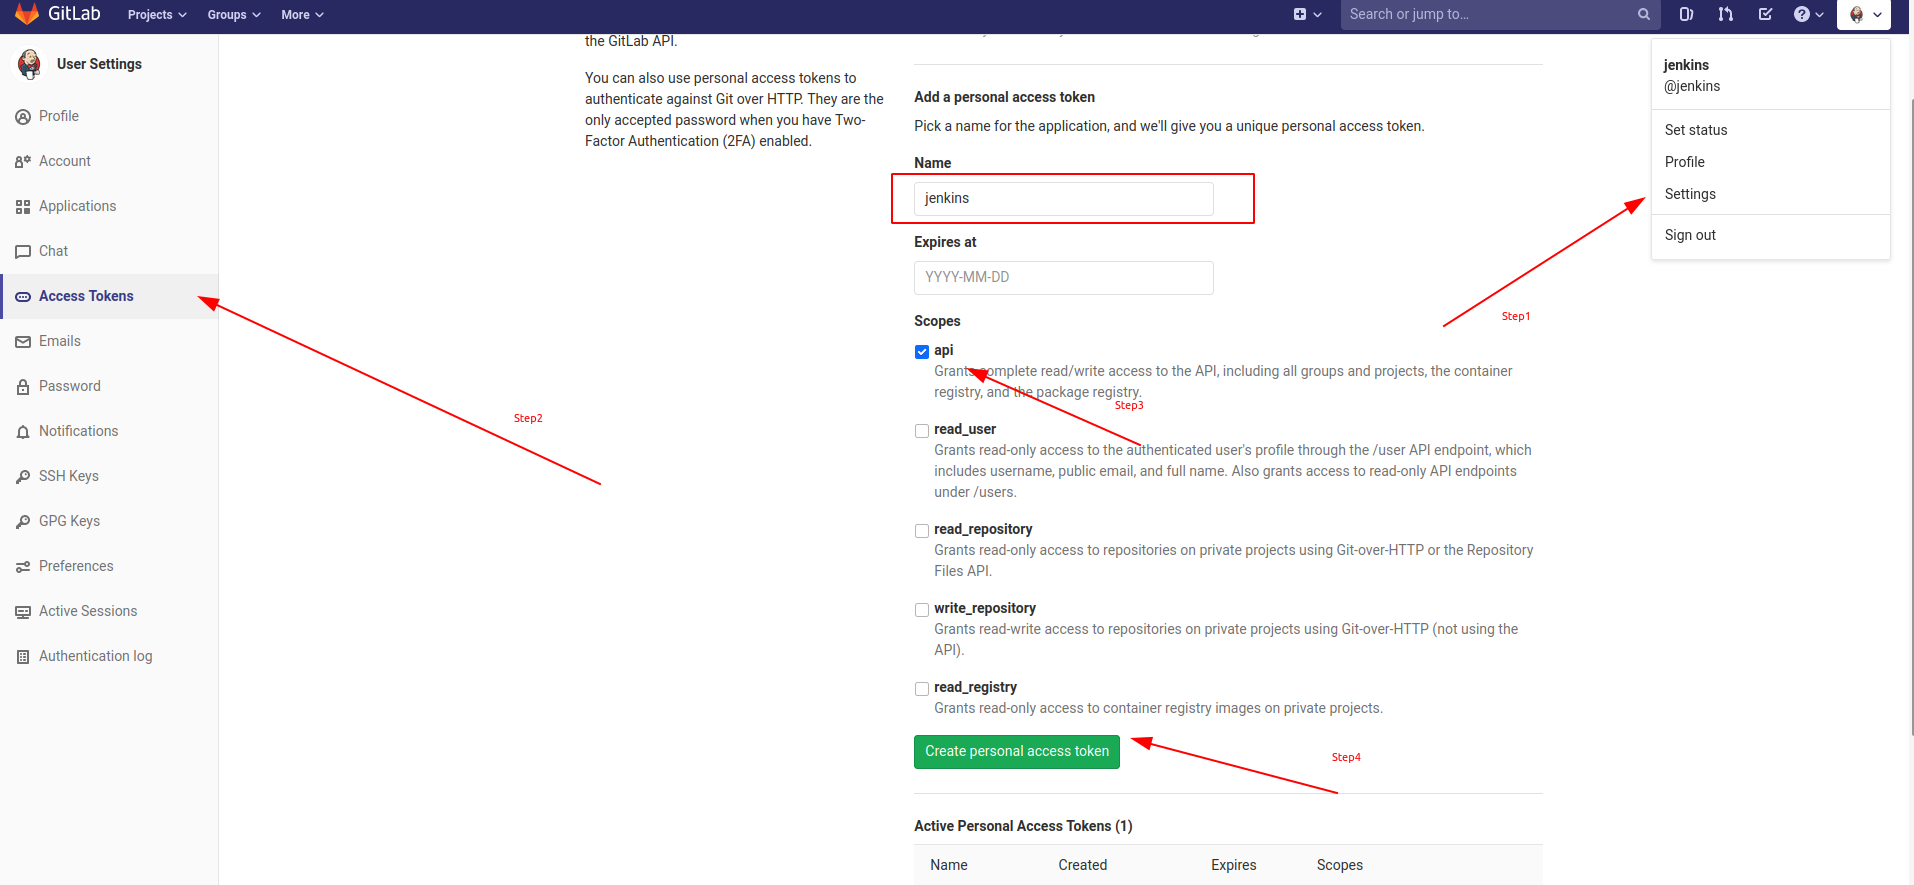 GitLab
Projects
Groups
More
Search or jump to...
jenkins
@jenkins
Set status
Profile
Settings
Sign out
User Settings
Profile
Account
Applications
Chat
Access Tokens
Emails
Password
Notifications
SSH Keys
GPG Keys
Preferences
Active Sessions
Authentication log
the GitLab API.
You can also use personal access tokens to
authenticate against Git over HTTP. They are the
only accepted password when you have Two-
Factor Authentication (2FA) enabled.
Add a personal access token
Pick a name for the application, and we'll give you a unique personal access token.
Name
jenkins
Expires at
YYYY-MM-DD
Scopes
api
Grants complete read/write access to the API, including all groups and projects, the container
registry, and the package registry.
read_user
Grants read-only access to the authenticated user's profile through the /user API endpoint, which
includes username, public email, and full name. Also grants access to read-only API endpoints
under /users.
read_repository
Grants read-only access to repositories on private projects using Git-over-HTTP or the Repository
Files API.
write_repository
Grants read-write access to repositories on private projects using Git-over-HTTP (not using the
API).
read_registry
Grants read-only access to container registry images on private projects.
Create personal access token
Active Personal Access Tokens (1)
Name Created Expires Scopes
Step1
Step2
Step3
Step4